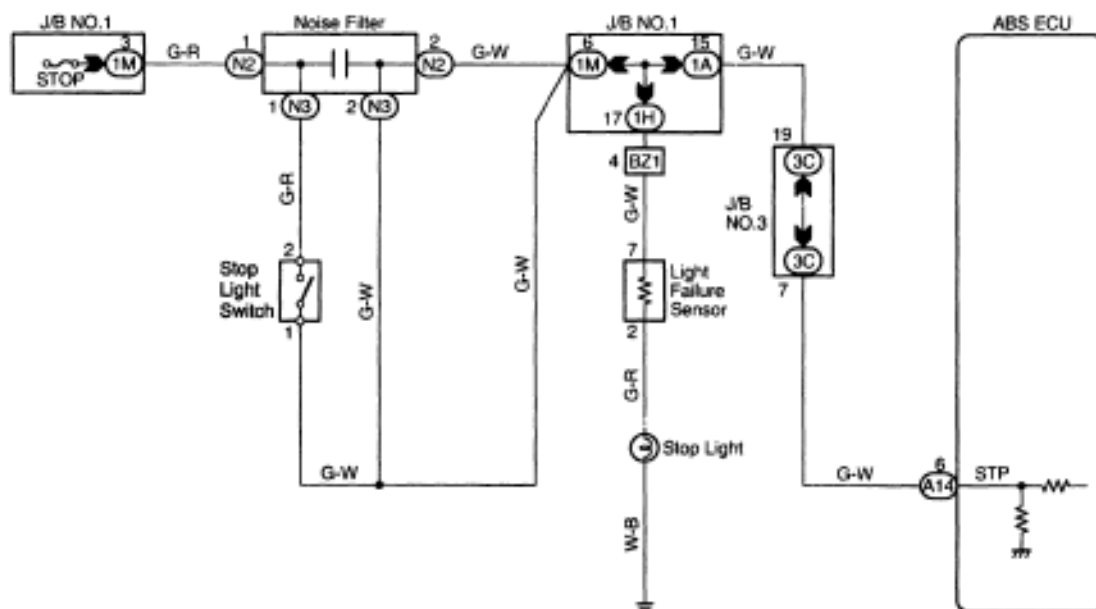 J/B NO.1
Noise Filter
J/B NO.1
ABS ECU
3
1
2
6
15
1M
G-R
N2
N2
G-W
1M
1A
G-W
STOP
1
N3
2
N3
17
1H
19
4
BZ1
3C
G-R
G-W
J/B
NO.3
G-W
G-W
2
7
3C
Stop
Light
Switch
Light
Failure
Sensor
7
1
2
G-R
Stop Light
G-W
G-W
6
A14
STP
W-B